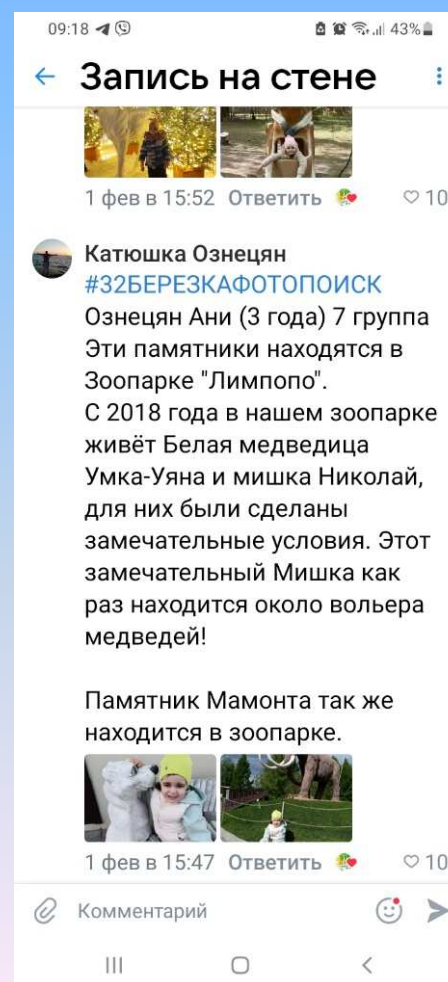 09:18 43%
Запись на стене
1 фев в 15:52 Ответить 10
Катюшка Ознецян
#32БЕРЕЗКАФОТОПОИСК
Ознецян Ани (3 года) 7 группа
Эти памятники находятся в
Зоопарке "Лимпопо".
С 2018 года в нашем зоопарке
живёт Белая медведица
Умка-Уяна и мишка Николай,
для них были сделаны
замечательные условия. Этот
замечательный Мишка как
раз находится около вольера
медведей!
Памятник Мамонта так же
находится в зоопарке.
1 фев в 15:47 Ответить 10
Комментарий